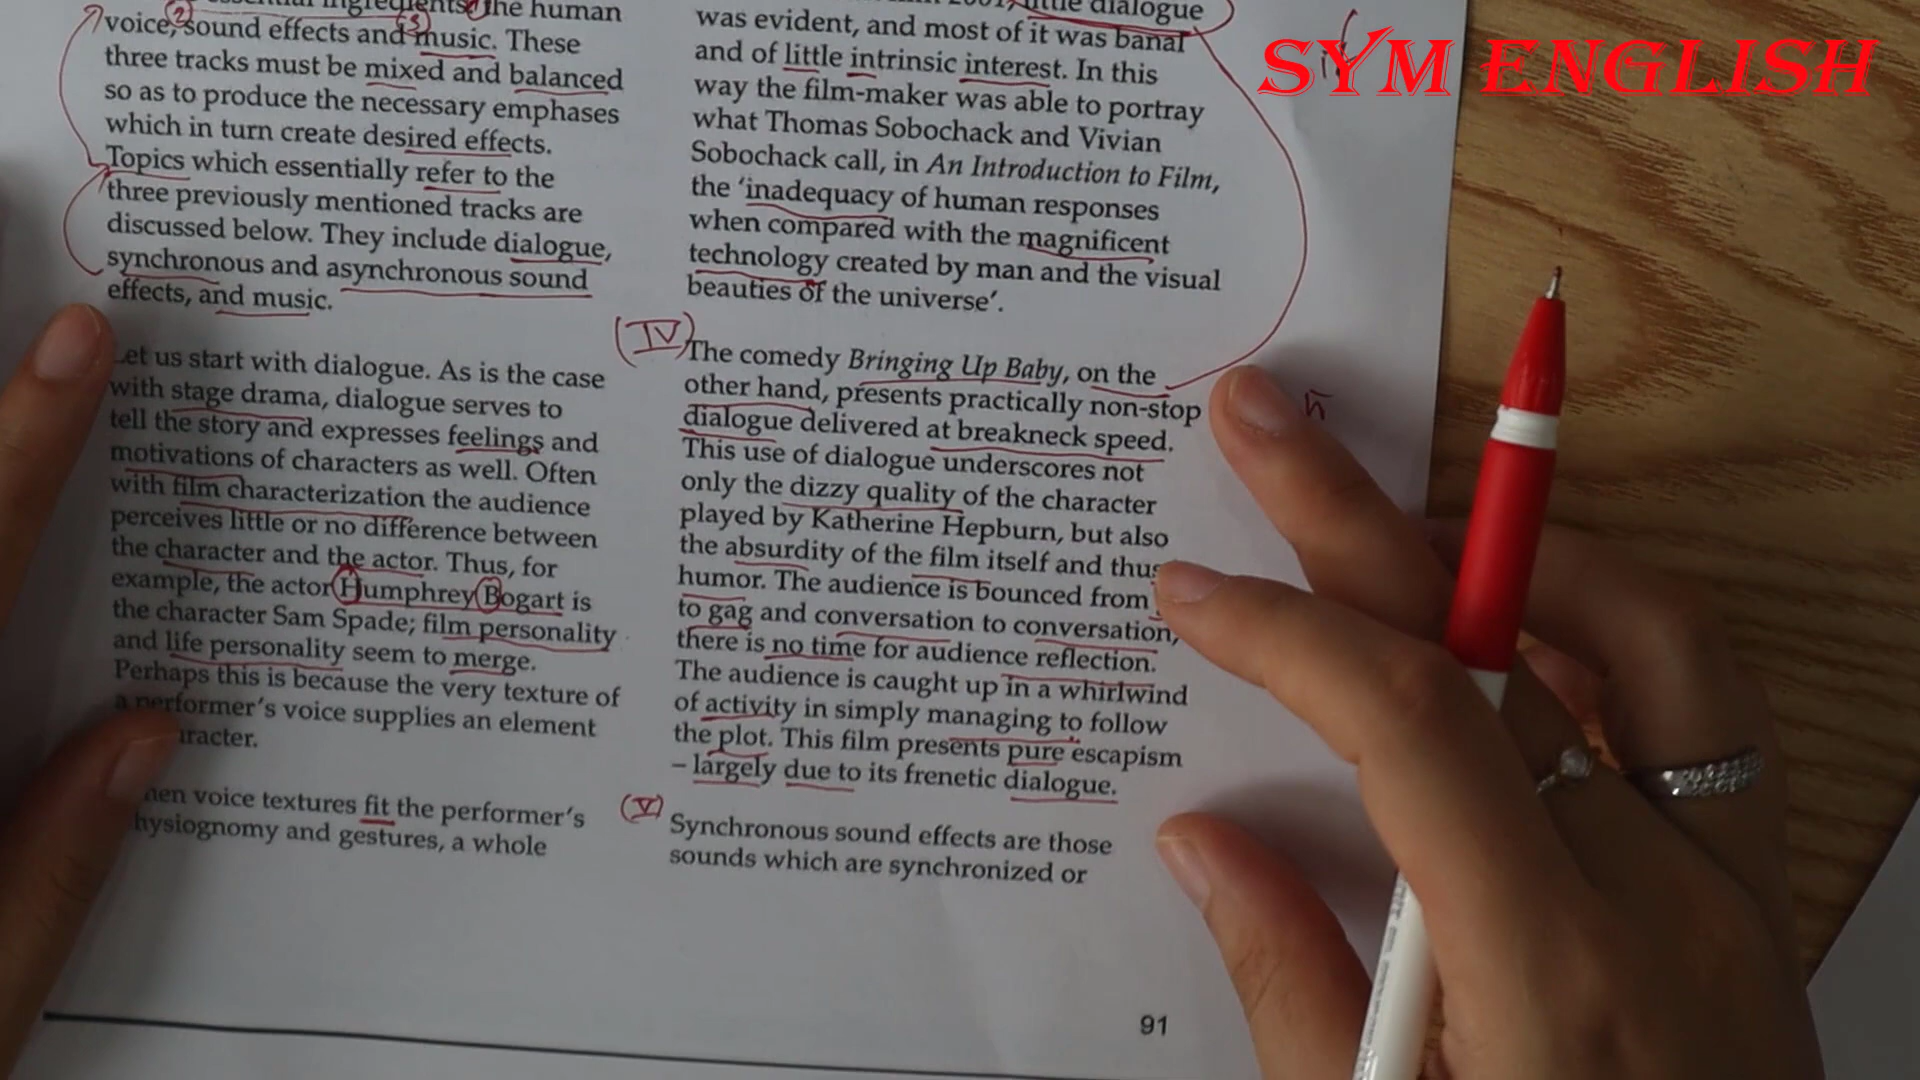 essential ingredients: the human
voice, sound effects and music. These
three tracks must be mixed and balanced
so as to produce the necessary emphases
which in turn create desired effects.
Topics which essentially refer to the
three previously mentioned tracks are
discussed below. They include dialogue,
synchronous and asynchronous sound
effects, and music.
Let us start with dialogue. As is the case
with stage drama, dialogue serves to
tell the story and expresses feelings and
motivations of characters as well. Often
with film characterization the audience
perceives little or no difference between
the character and the actor. Thus, for
example, the actor Humphrey Bogart is
the character Sam Spade; film personality
and life personality seem to merge.
Perhaps this is because the very texture of
a performer's voice supplies an element
voice textures fit the performer's
and gestures, a whole
2001, little dialogue
was evident, and most of it was banal
and of little intrinsic interest. In this
way the film-maker was able to portray
what Thomas Sobochack and Vivian
Sobochack call, in An Introduction to Film,
the 'inadequacy of human responses
when compared with the magnificent
technology created by man and the visual
beauties of the universe'.
(IV)
The comedy Bringing Up Baby, on the
other hand, presents practically non-stop
dialogue delivered at breakneck speed.
This use of dialogue underscores not
only the dizzy quality of the character
played by Katherine Hepburn, but also
the absurdity of the film itself and thus
humor. The audience is bounced from
to gag and conversation to conversation,
there is no time for audience reflection.
The audience is caught up in a whirlwind
of activity in simply managing to follow
the plot. This film presents pure escapism
– largely due to its frenetic dialogue.
(V)
Synchronous sound effects are those
sounds which are synchronized or
91
SYM ENGLISH